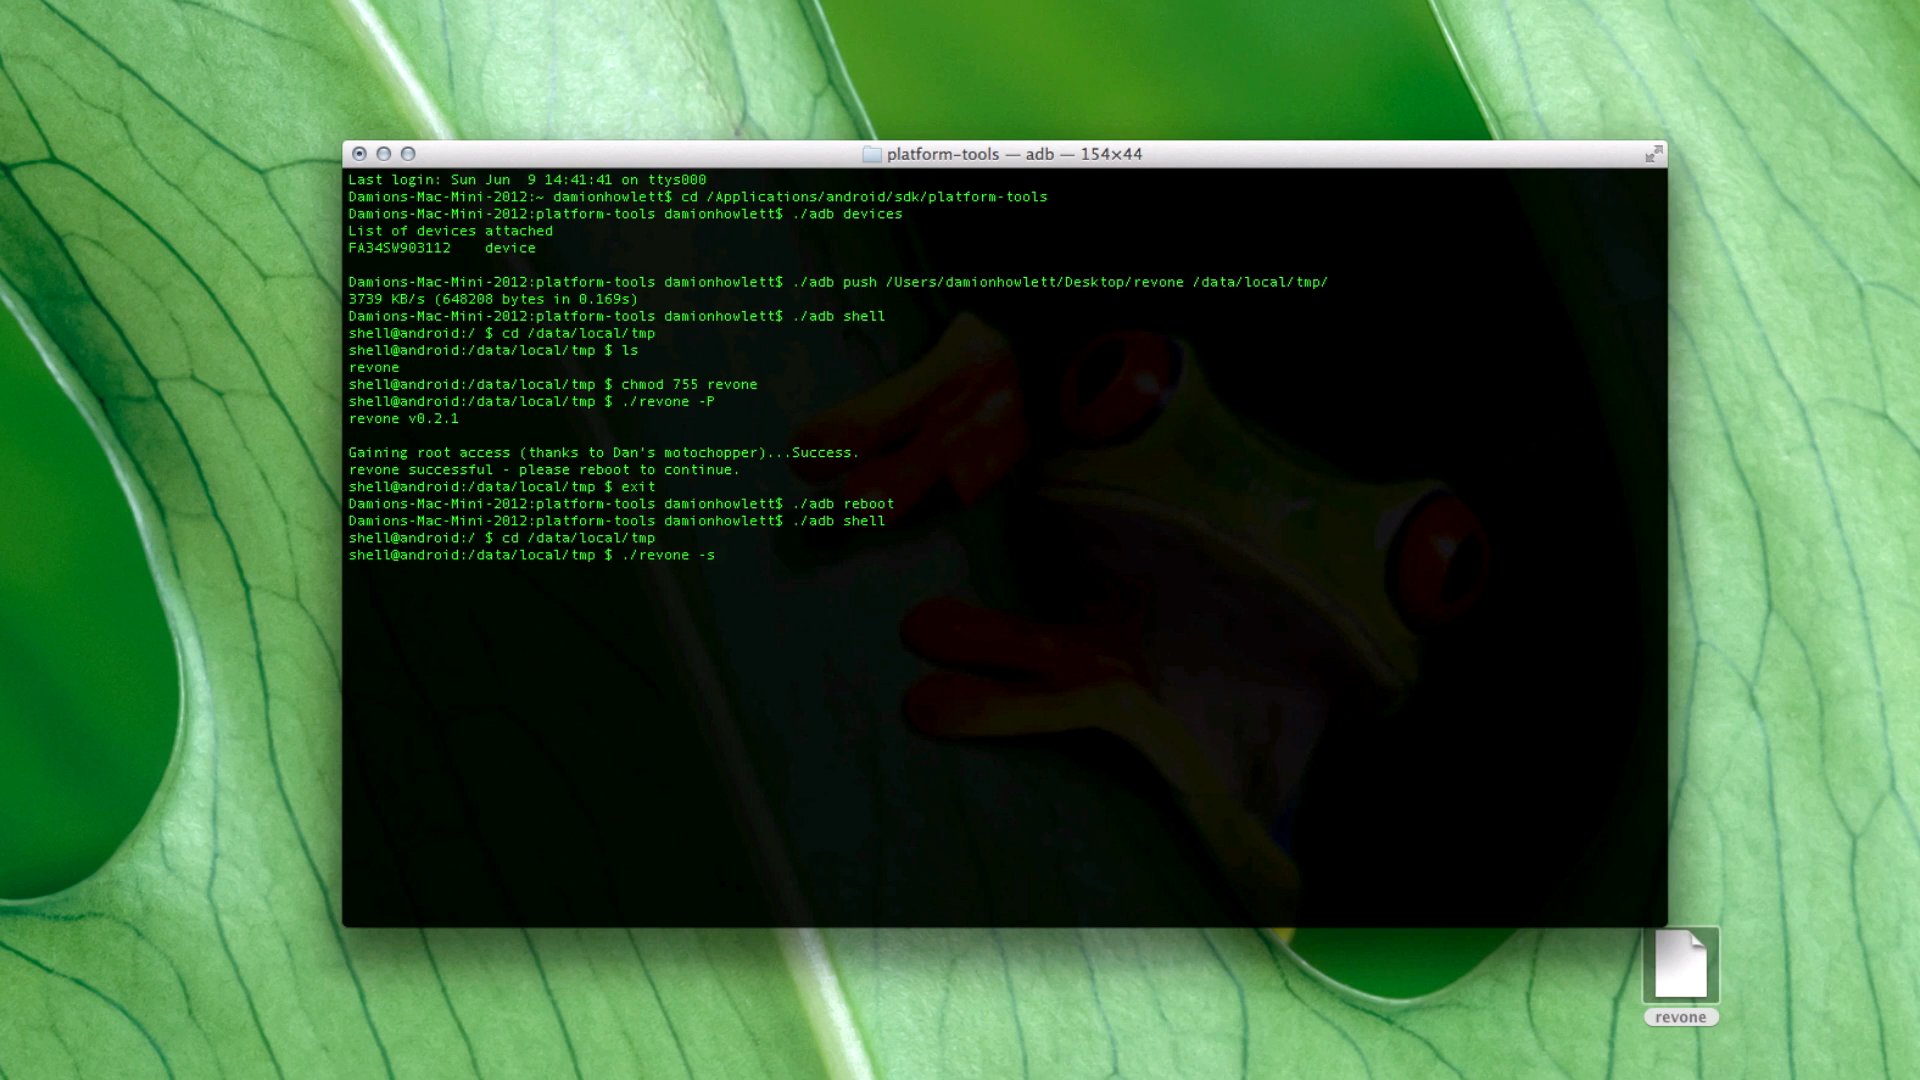 platform-tools — adb — 154×44
Last login: Sun Jun  9 14:41:41 on ttys000
Damions-Mac-Mini-2012:~ damionhowlett$ cd /Applications/android/sdk/platform-tools
Damions-Mac-Mini-2012:platform-tools damionhowlett$ ./adb devices
List of devices attached
FA34SW903112    device
Damions-Mac-Mini-2012:platform-tools damionhowlett$ ./adb push /Users/damionhowlett/Desktop/revone /data/local/tmp/
3739 KB/s (648208 bytes in 0.169s)
Damions-Mac-Mini-2012:platform-tools damionhowlett$ ./adb shell
shell@android:/ $ cd /data/local/tmp
shell@android:/data/local/tmp $ ls
revone
shell@android:/data/local/tmp $ chmod 755 revone
shell@android:/data/local/tmp $ ./revone -P
revone v0.2.1
Gaining root access (thanks to Dan's motochopper)...Success.
revone successful - please reboot to continue.
shell@android:/data/local/tmp $ exit
Damions-Mac-Mini-2012:platform-tools damionhowlett$ ./adb reboot
Damions-Mac-Mini-2012:platform-tools damionhowlett$ ./adb shell
shell@android:/ $ cd /data/local/tmp
shell@android:/data/local/tmp $ ./revone -s
revone